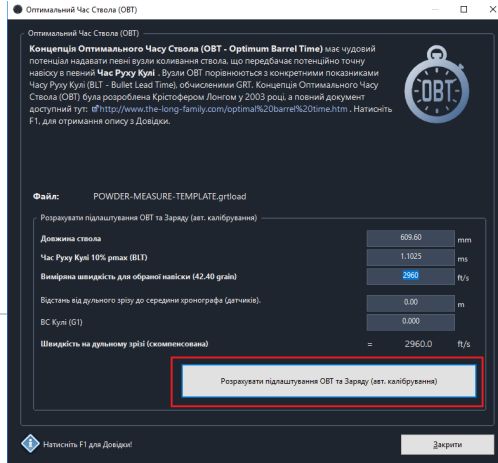 Оптимальний Час Ствола (OBT)
Оптимальний Час Ствола (OBT)
Концепція Оптимального Часу Ствола (OBT - Optimum Barrel Time) має чудовий
потенціал надавати певні вузли коливання ствола, що передбачає потенційно точну
навіску в певний Час Руху Кулі . Вузли OBT порівнюються з конкретними показниками
Часу Руху Кулі (BLT - Bullet Lead Time), обчисленими GRT. Концепція Оптимального Часу
Ствола (OBT) була розроблена Крістофером Лонгом у 2003 році, а повний документ
доступний тут: http://www.the-long-family.com/optimal%20barrel%20time.htm . Натисніть
F1, для отримання опису з Довідки.
OBT
Файл: POWDER-MEASURE-TEMPLATE.grtload
Розрахувати підлаштування ОВТ та Заряду (авт. калібрування)
Довжина ствола 609.60 mm
Час Руху Кулі 10% pmax (BLT) 1.1025 ms
Виміряна швидкість для обраної навіски (42.40 grain) 2960 ft/s
Відстань від дульного зрізу до середини хронографа (датчиків). 0.00 m
BC Кулі (G1) 0.000
Швидкість на дульному зрізі (скомпенсована) = 2960.0 ft/s
Розрахувати підлаштування ОВТ та Заряду (авт. калібрування)
Натисніть F1 для Довідки!
Закрити